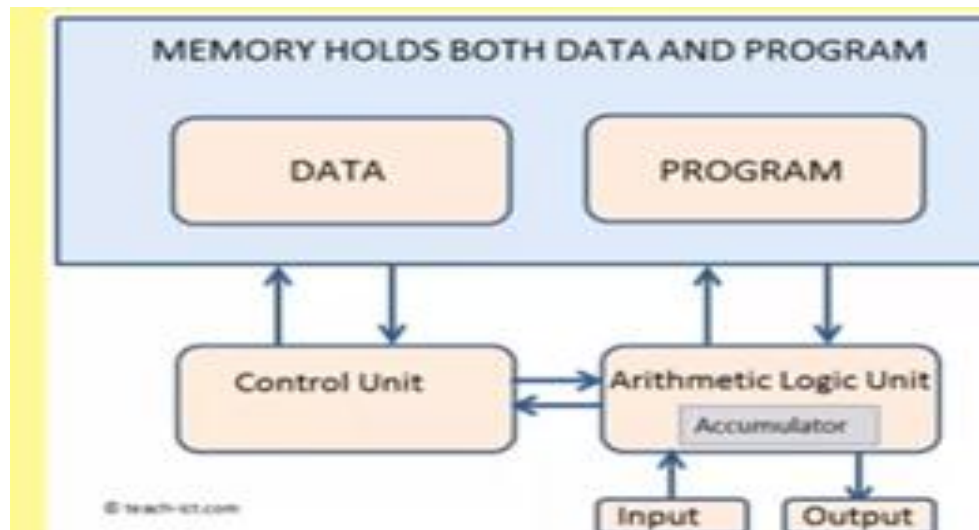 MEMORY HOLDS BOTH DATA AND PROGRAM
DATA
PROGRAM
Control Unit
Arithmetic Logic Unit
Accumulator
© teach-ict.com
Input
Output